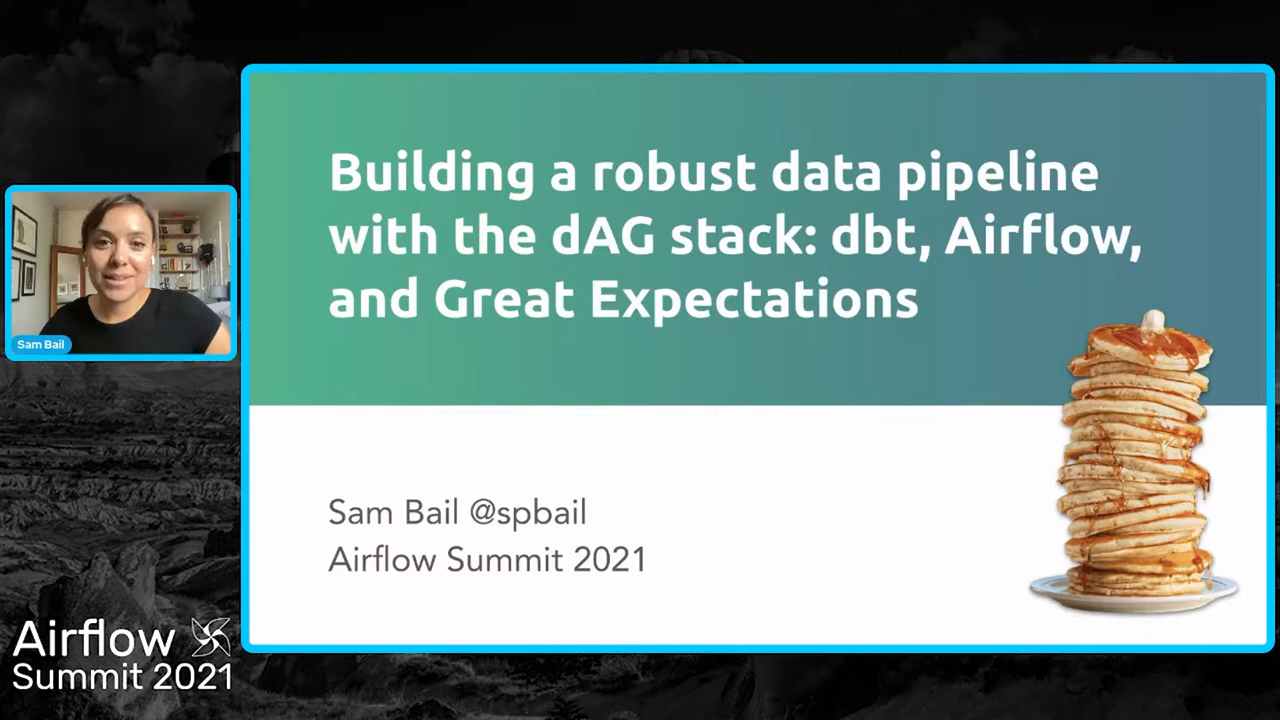 Building a robust data pipeline
with the dAG stack: dbt, Airflow,
and Great Expectations
Sam Bail @spbail
Airflow Summit 2021
Sam Bail
Airflow
Summit 2021